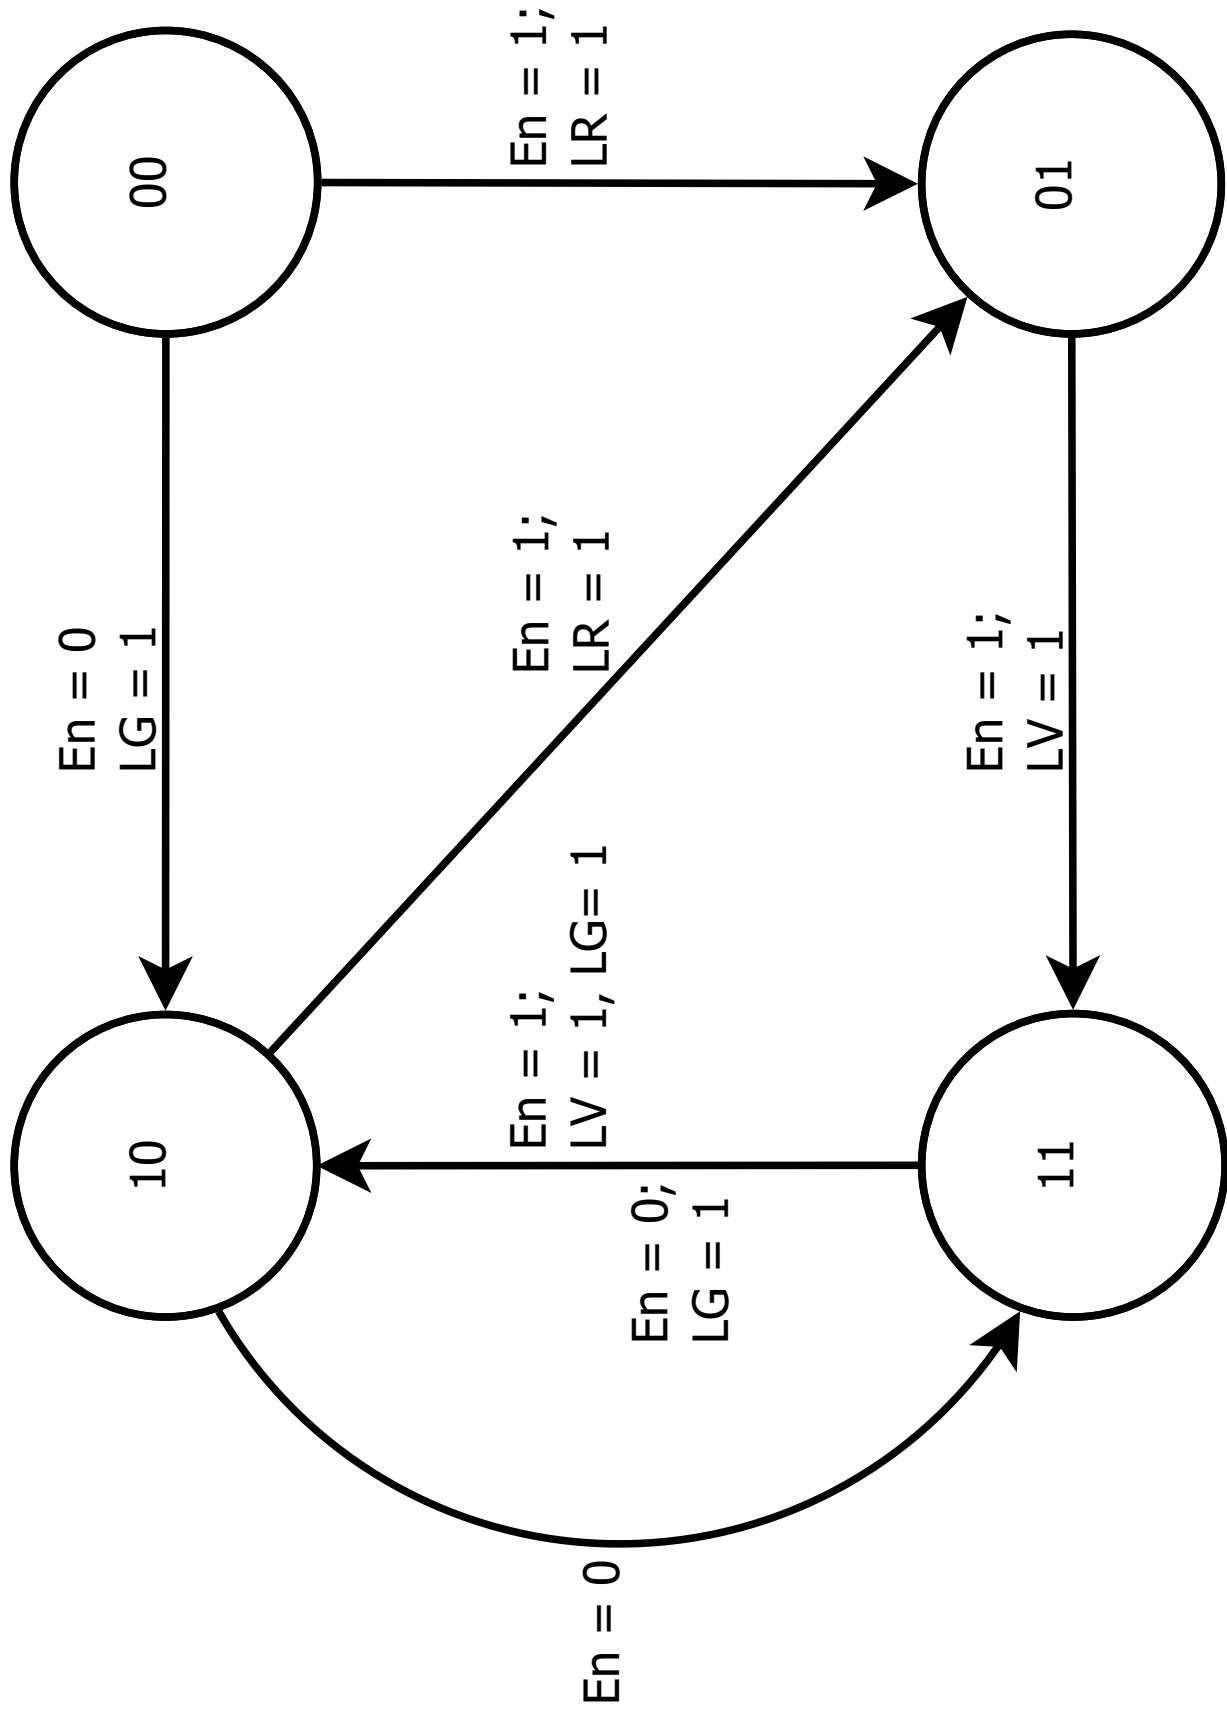 En = 0
LG = 1
10
00
En = 1;
LV = 1, LG= 1
En = 1;
LR = 1
En = 1;
LR = 1
En = 0
En = 0;
LG = 1
En = 1;
LV = 1
11
01